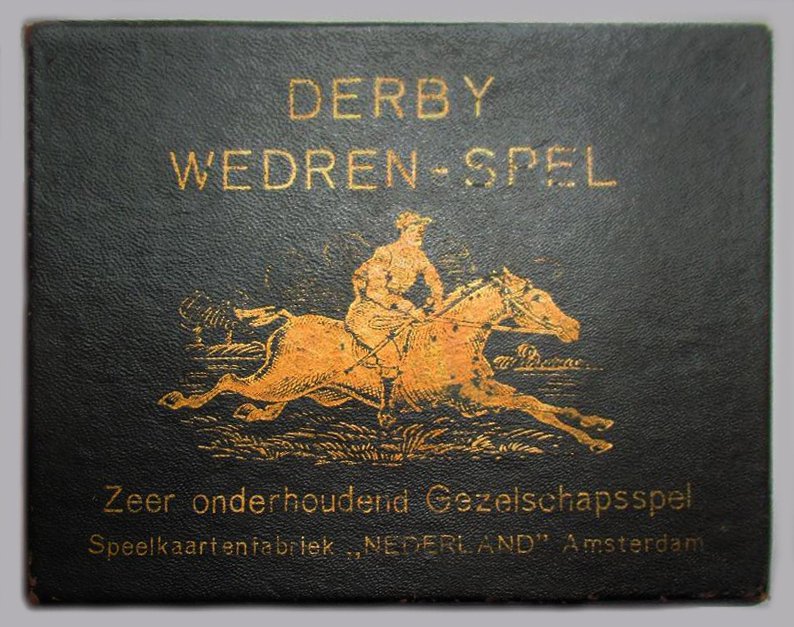 DERBY
WEDREN-SPEL
Zeer onderhoudend Gezelschapsspel
Speelkaartenfabriek „NEDERLAND” Amsterdam